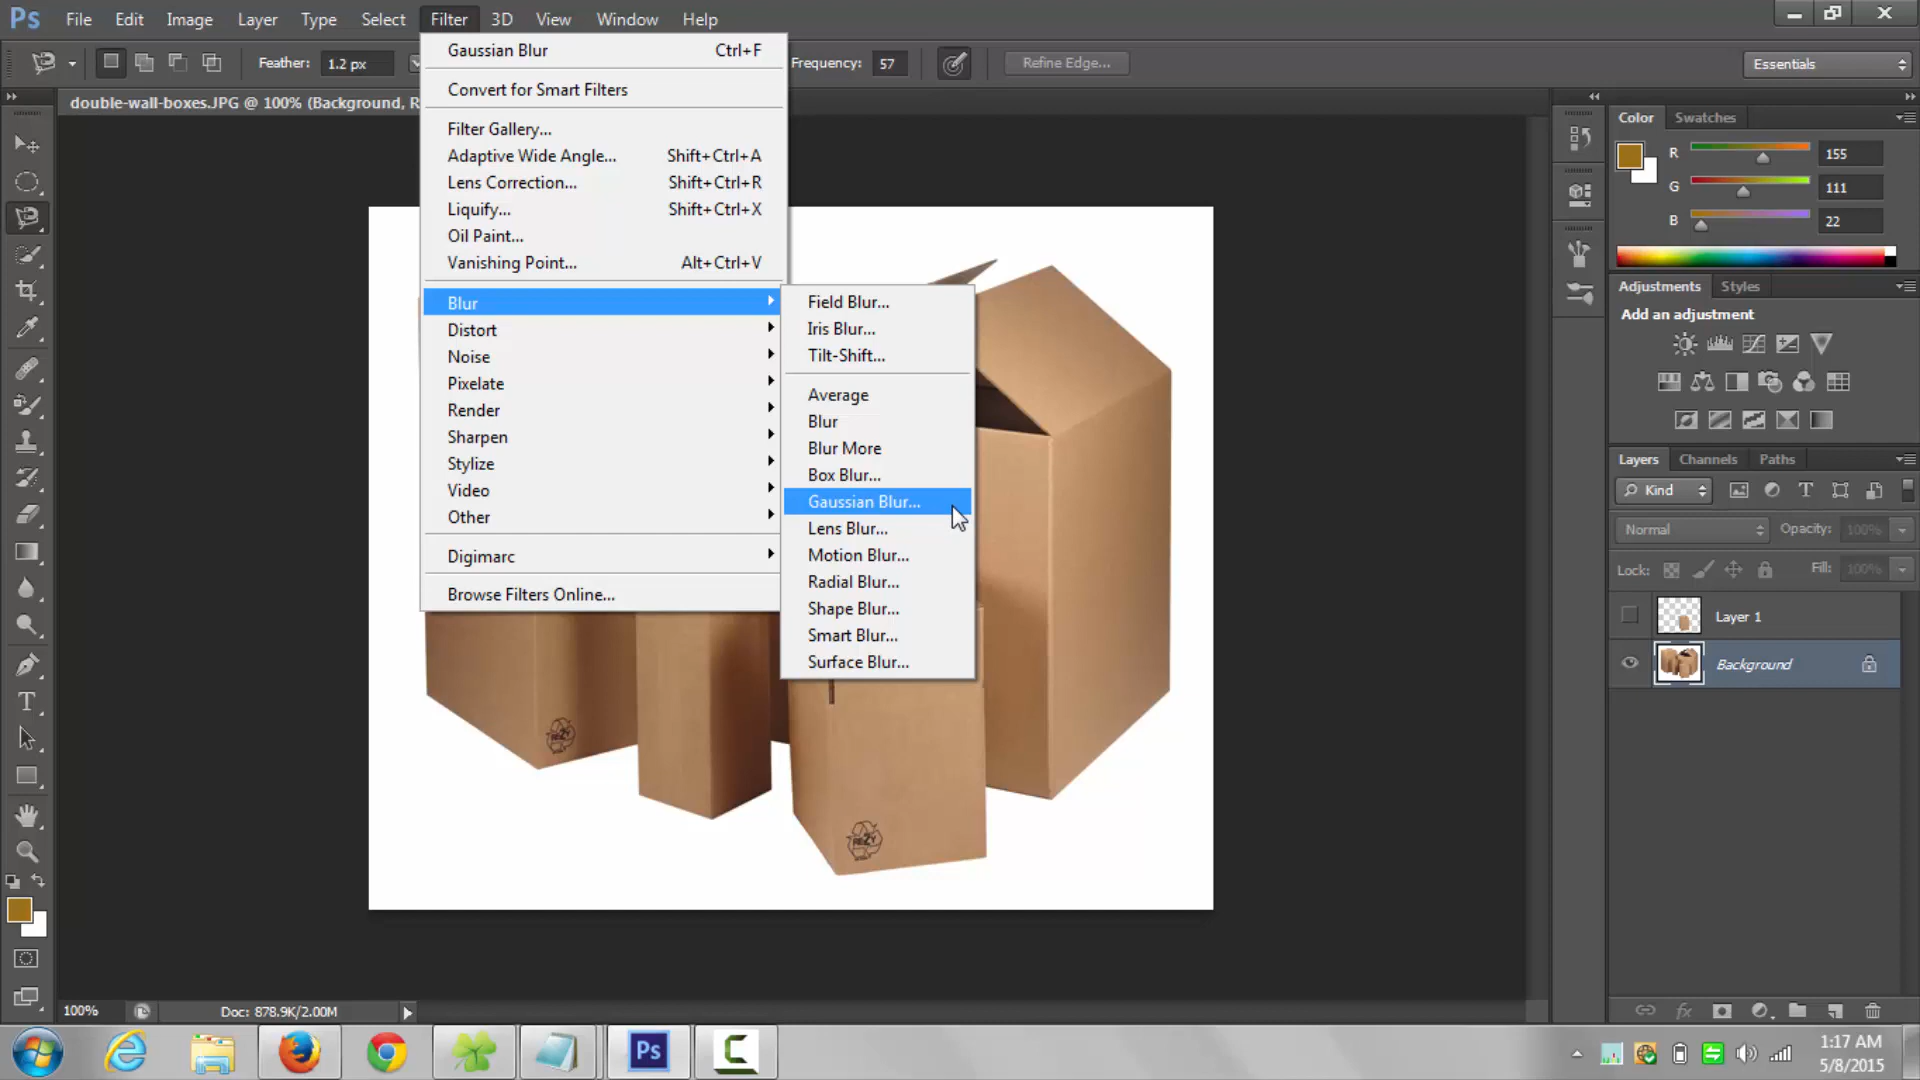 Ps File Edit Image Layer Type Select Filter 3D View Window Help
Feather: 1.2 px Frequency: 57 Refine Edge... Essentials
double-wall-boxes.JPG @ 100% (Background, R
Gaussian Blur Ctrl+F
Convert for Smart Filters
Filter Gallery...
Adaptive Wide Angle... Shift+Ctrl+A
Lens Correction... Shift+Ctrl+R
Liquify... Shift+Ctrl+X
Oil Paint...
Vanishing Point... Alt+Ctrl+V
Blur
Distort
Noise
Pixelate
Render
Sharpen
Stylize
Video
Other
Digimarc
Browse Filters Online...
Field Blur...
Iris Blur...
Tilt-Shift...
Average
Blur
Blur More
Box Blur...
Gaussian Blur...
Lens Blur...
Motion Blur...
Radial Blur...
Shape Blur...
Smart Blur...
Surface Blur...
Color Swatches
R 155
G 111
B 22
Adjustments Styles
Add an adjustment
Layers Channels Paths
Kind
Normal Opacity: 100%
Lock: Fill: 100%
Layer 1
Background
100% Doc: 878.9K/2.00M
Ps
1:17 AM
5/8/2015